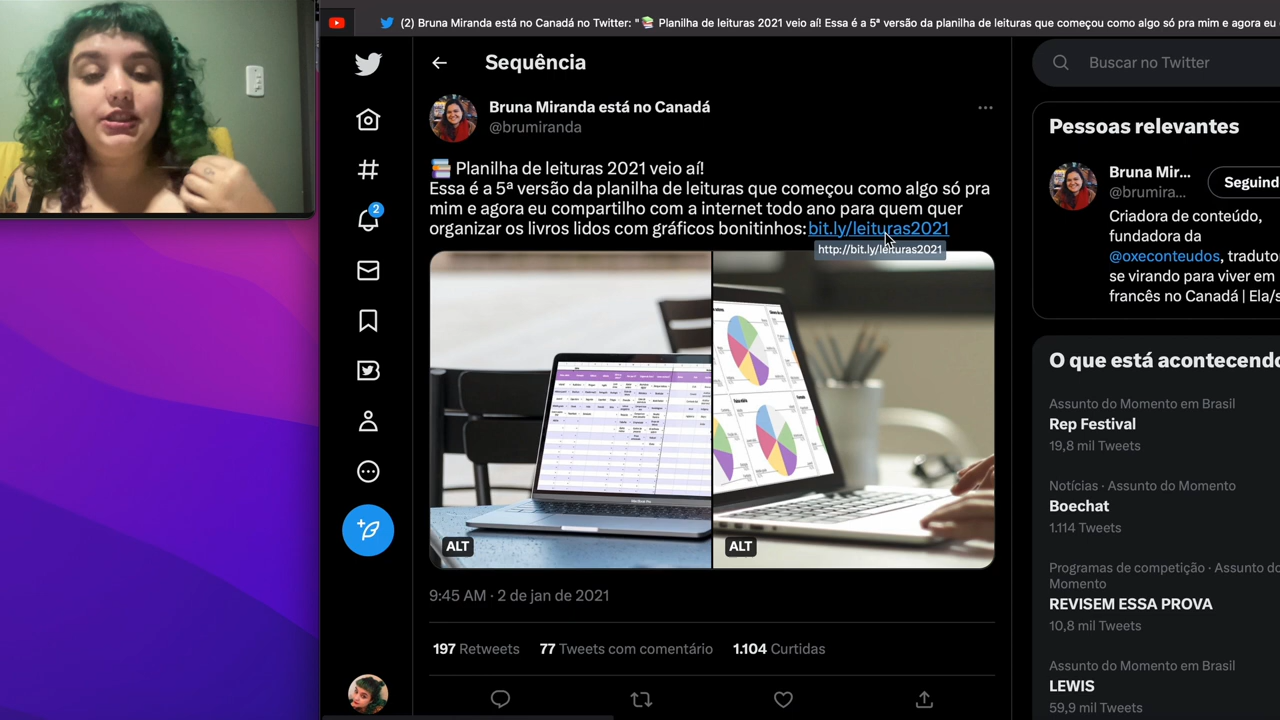 (2) Bruna Miranda está no Canadá no Twitter: "📚 Planilha de leituras 2021 veio aí! Essa é a 5ª versão da planilha de leituras que começou como algo só pra mim e agora eu
Sequência
Buscar no Twitter
Bruna Miranda está no Canadá
@brumiranda
📚 Planilha de leituras 2021 veio aí!
Essa é a 5ª versão da planilha de leituras que começou como algo só pra
mim e agora eu compartilho com a internet todo ano para quem quer
organizar os livros lidos com gráficos bonitinhos: bit.ly/leituras2021
http://bit.ly/leituras2021
ALT
ALT
9:45 AM · 2 de jan de 2021
197 Retweets 77 Tweets com comentário 1.104 Curtidas
2
Pessoas relevantes
Bruna Mir...
@brumira...
Seguind
Criadora de conteúdo,
fundadora da
@oxeconteudos, traduto
se virando para viver em
francês no Canadá | Ela/s
O que está acontecendo
Assunto do Momento em Brasil
Rep Festival
19,8 mil Tweets
Notícias · Assunto do Momento
Boechat
1.114 Tweets
Programas de competição · Assunto do
Momento
REVISEM ESSA PROVA
10,8 mil Tweets
Assunto do Momento em Brasil
LEWIS
59,9 mil Tweets